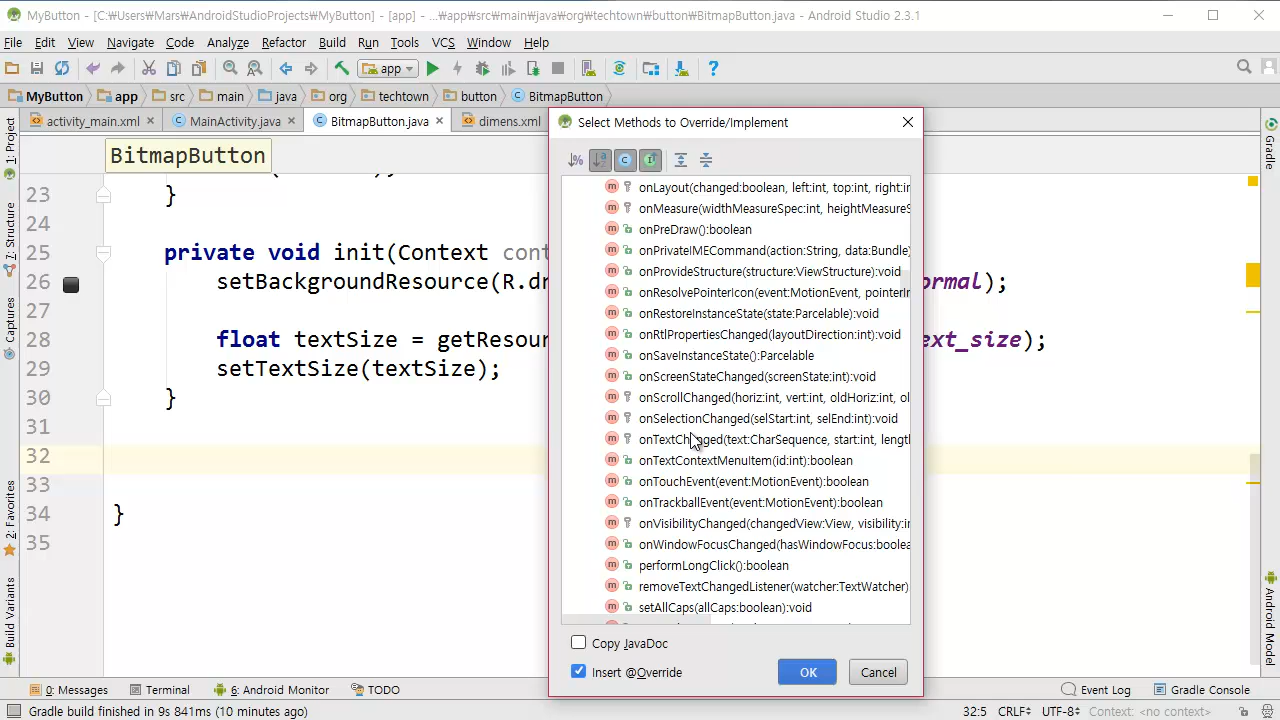 MyButton - [C:₩Users₩Mars₩AndroidStudioProjects₩MyButton] - [app] - ...₩app₩src₩main₩java₩org₩techtown₩button₩BitmapButton.java - Android Studio 2.3.1
File Edit View Navigate Code Analyze Refactor Build Run Tools VCS Window Help
app
MyButton app src main java org techtown button BitmapButton
activity_main.xml MainActivity.java BitmapButton.java dimens.xml
Select Methods to Override/Implement
BitmapButton
23 }
24
25 private void init(Context cont
26 setBackgroundResource(R.dr ormal);
27
28 float textSize = getResour ext_size);
29 setTextSize(textSize);
30 }
31
32
33
34 }
35
onLayout(changed:boolean, left:int, top:int, right:in
onMeasure(widthMeasureSpec:int, heightMeasureS
onPreDraw():boolean
onPrivateIMECommand(action:String, data:Bundle)
onProvideStructure(structure:ViewStructure):void
onResolvePointerIcon(event:MotionEvent, pointerIn
onRestoreInstanceState(state:Parcelable):void
onRtlPropertiesChanged(layoutDirection:int):void
onSaveInstanceState():Parcelable
onScreenStateChanged(screenState:int):void
onScrollChanged(horiz:int, vert:int, oldHoriz:int, ol
onSelectionChanged(selStart:int, selEnd:int):void
onTextChanged(text:CharSequence, start:int, length
onTextContextMenuItem(id:int):boolean
onTouchEvent(event:MotionEvent):boolean
onTrackballEvent(event:MotionEvent):boolean
onVisibilityChanged(changedView:View, visibility:in
onWindowFocusChanged(hasWindowFocus:boolea
performLongClick():boolean
removeTextChangedListener(watcher:TextWatcher)
setAllCaps(allCaps:boolean):void
Copy JavaDoc
Insert @Override
OK Cancel
1: Project
7: Structure
Captures
2: Favorites
Build Variants
Gradle
Android Model
0: Messages Terminal 6: Android Monitor TODO Event Log Gradle Console
Gradle build finished in 9s 841ms (10 minutes ago) 32:5 CRLF UTF-8 Context: <no context>